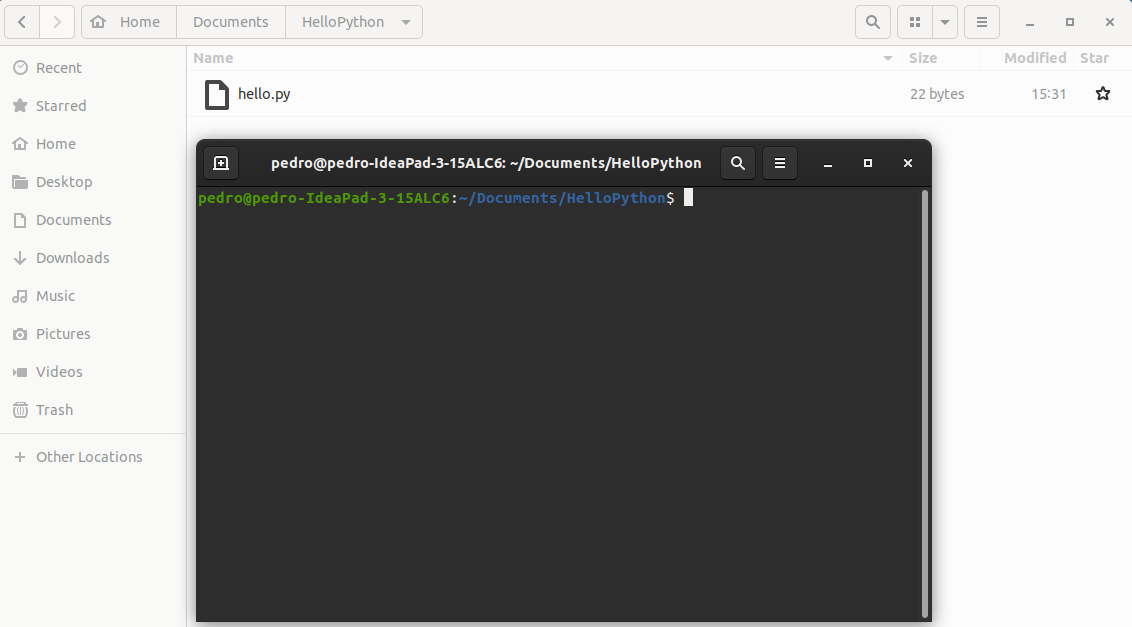 Home Documents HelloPython
Recent
Starred
Home
Desktop
Documents
Downloads
Music
Pictures
Videos
Trash
Other Locations
Name Size Modified Star
hello.py 22 bytes 15:31
pedro@pedro-IdeaPad-3-15ALC6: ~/Documents/HelloPython
pedro@pedro-IdeaPad-3-15ALC6:~/Documents/HelloPython$